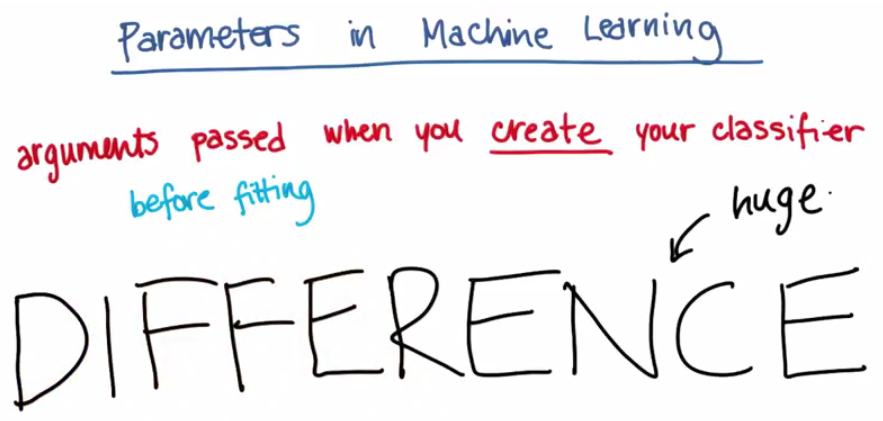 Parameters in Machine Learning
arguments passed when you create your classifier
before fitting
huge.
DIFFERENCE